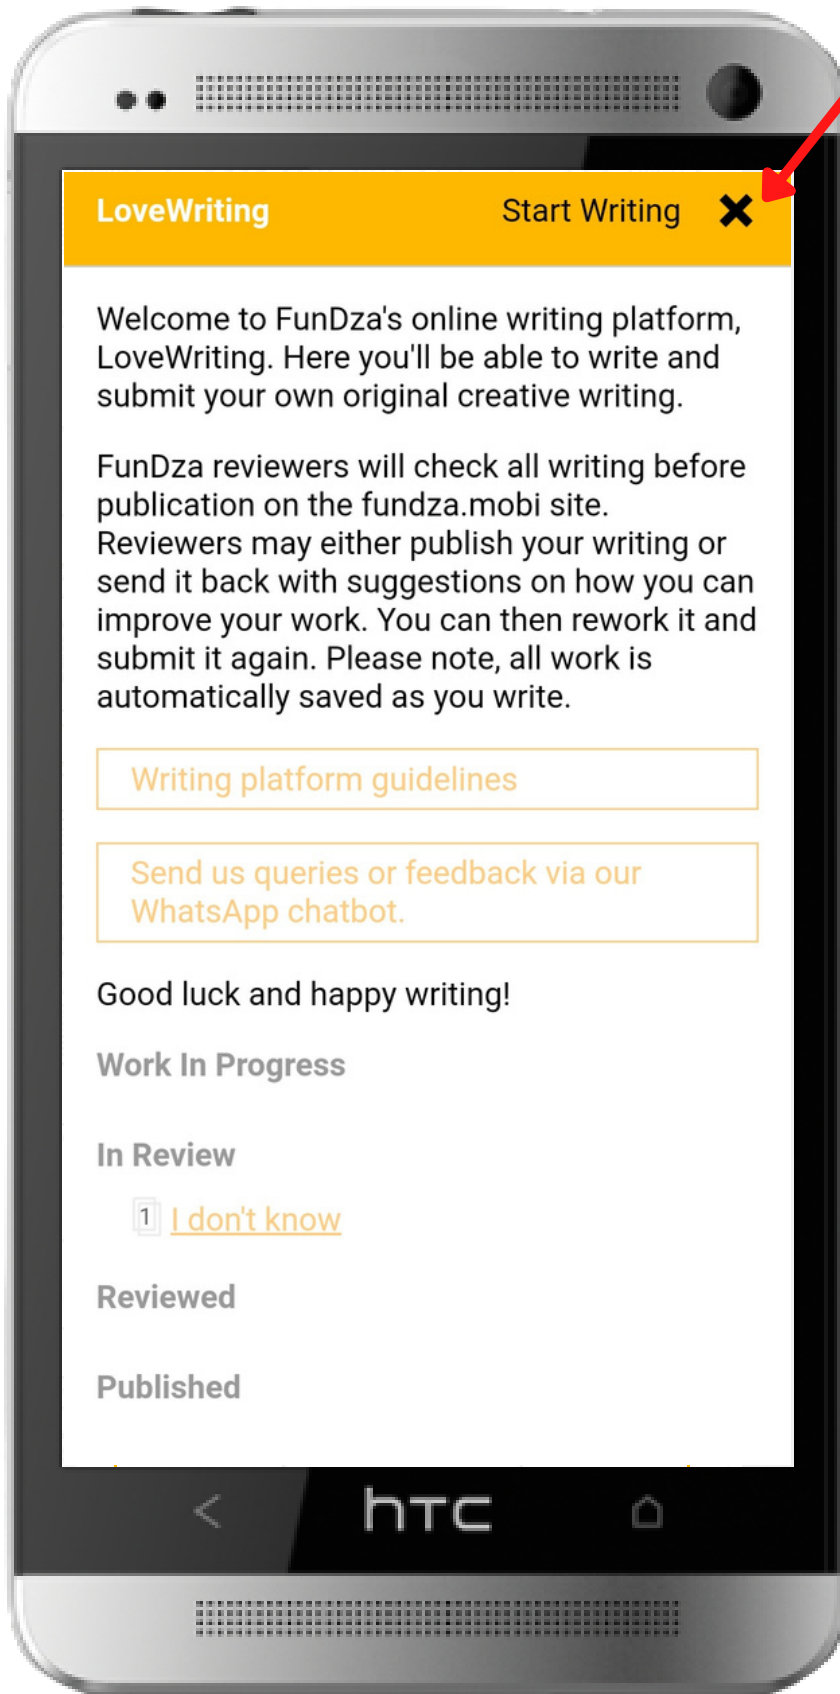 LoveWriting Start Writing
Welcome to FunDza's online writing platform,
LoveWriting. Here you'll be able to write and
submit your own original creative writing.
FunDza reviewers will check all writing before
publication on the fundza.mobi site.
Reviewers may either publish your writing or
send it back with suggestions on how you can
improve your work. You can then rework it and
submit it again. Please note, all work is
automatically saved as you write.
Writing platform guidelines
Send us queries or feedback via our
WhatsApp chatbot.
Good luck and happy writing!
Work In Progress
In Review
1 I don't know
Reviewed
Published
hTC